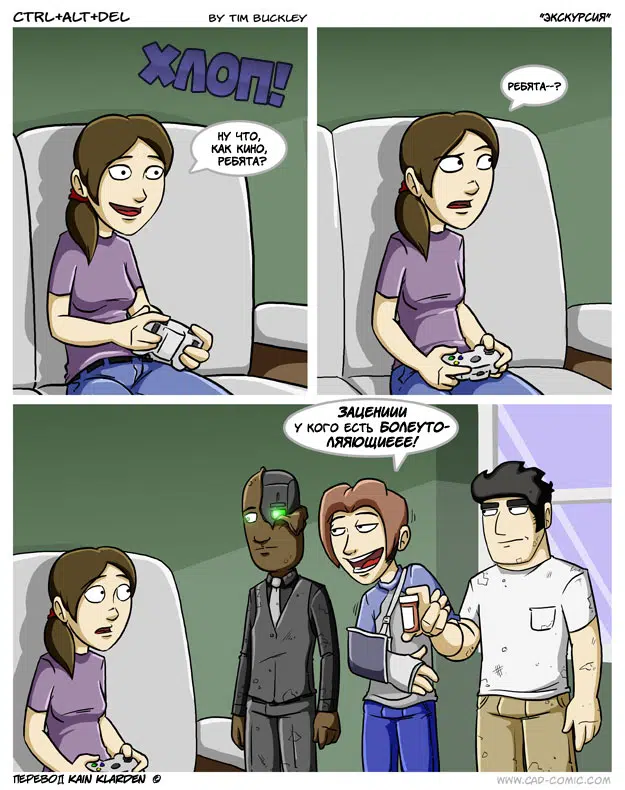 CTRL+ALT+DEL BY TIM BUCKLEY "ЭКСКУРСИЯ"
ХЛОП!
НУ ЧТО,
КАК КИНО,
РЕБЯТА?
РЕБЯТА--?
ЗАЦЕНИИИ
У КОГО ЕСТЬ БОЛЕУТО-
ЛЯЯЮЩИЕЕЕ!
ПЕРЕВОД KAIN KLARDEN © WWW.CAD-COMIC.COM